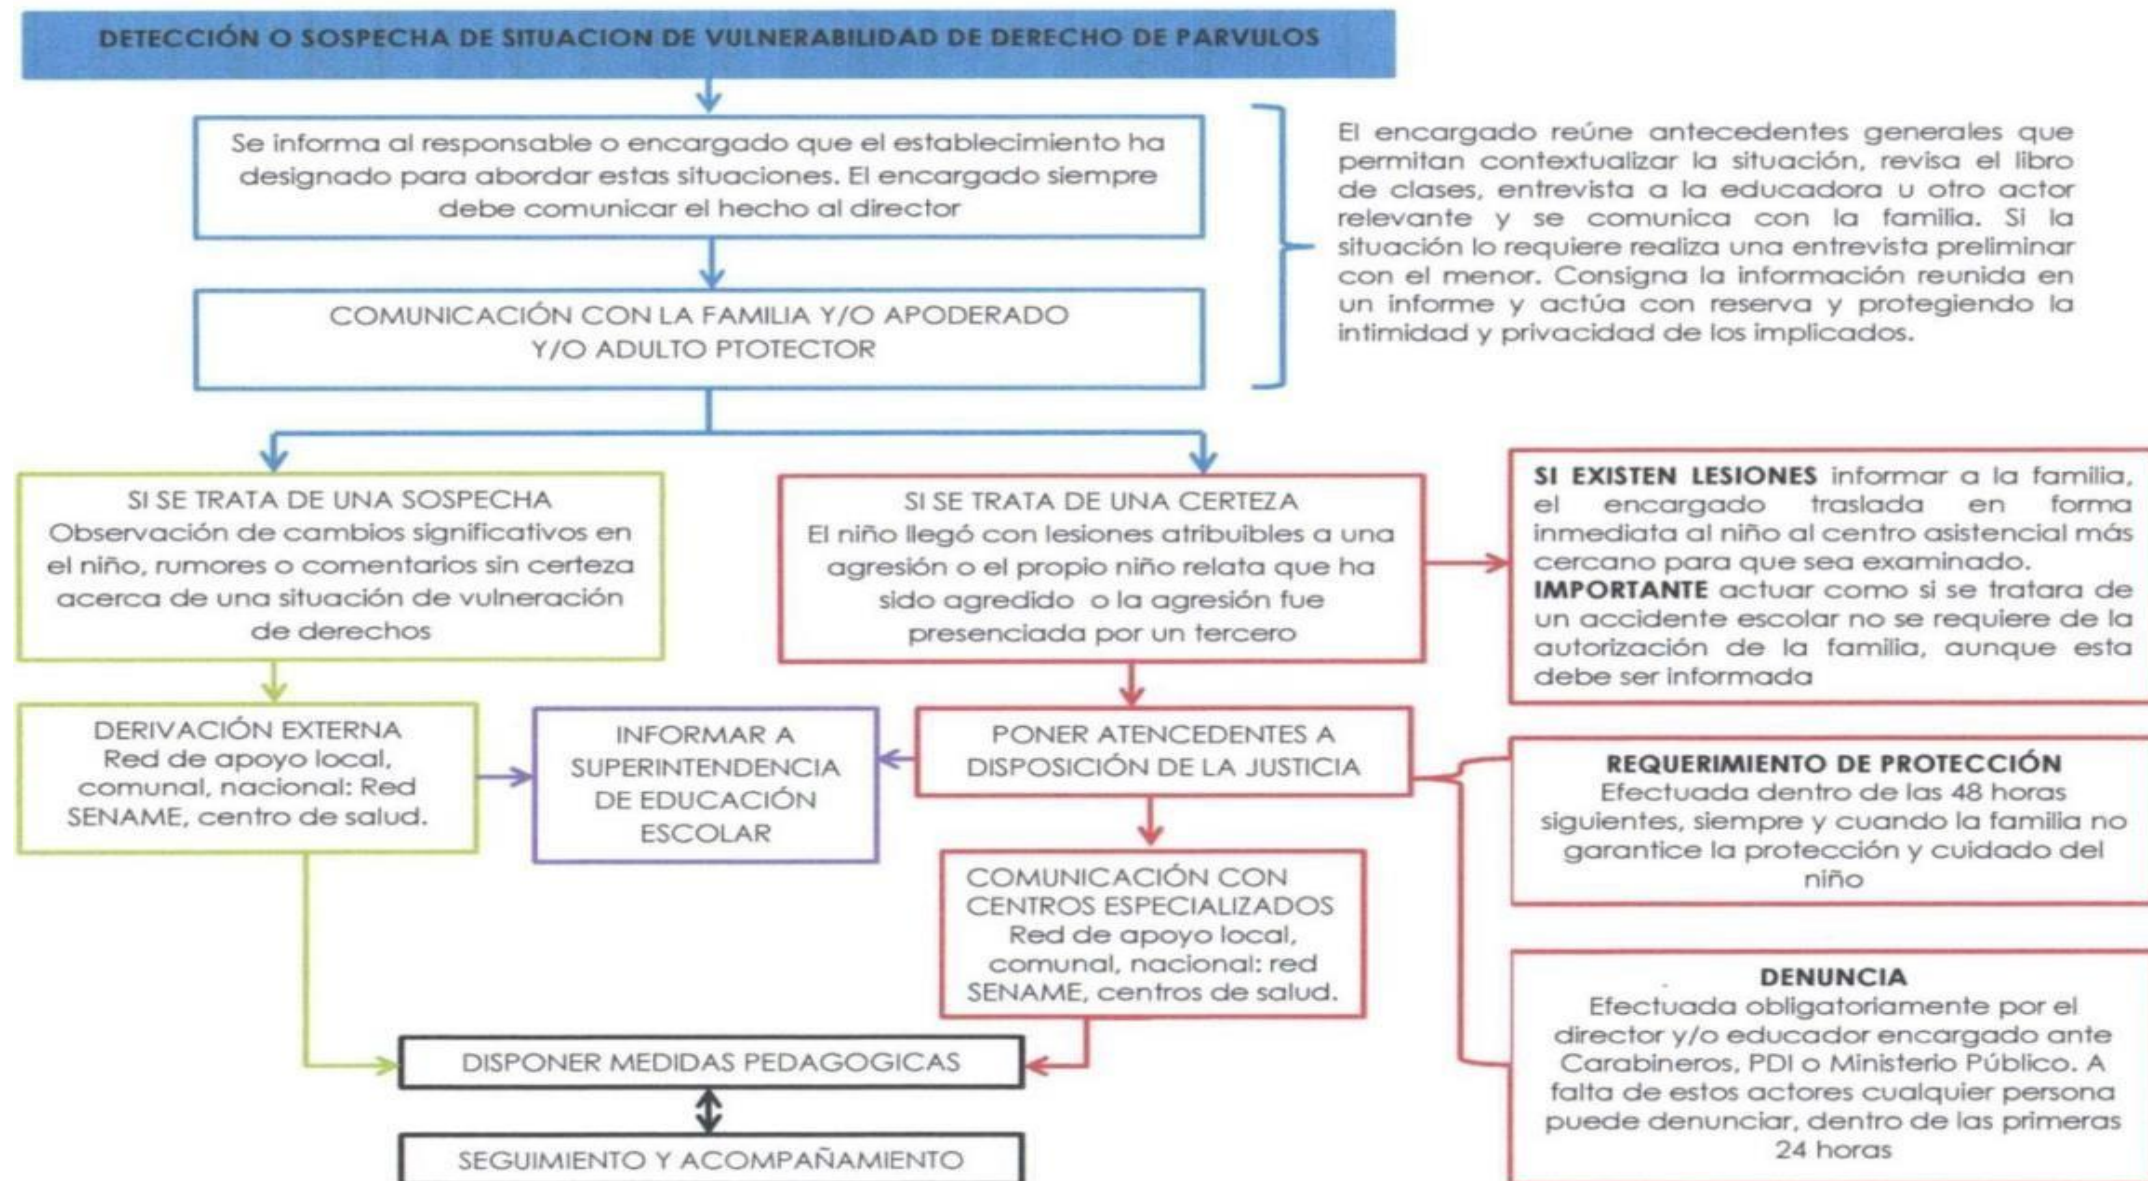 DETECCIÓN O SOSPECHA DE SITUACION DE VULNERABILIDAD DE DERECHO DE PARVULOS
Se informa al responsable o encargado que el establecimiento ha
designado para abordar estas situaciones. El encargado siempre
debe comunicar el hecho al director
El encargado reúne antecedentes generales que
permitan contextualizar la situación, revisa el libro
de clases, entrevista a la educadora u otro actor
relevante y se comunica con la familia. Si la
situación lo requiere realiza una entrevista preliminar
con el menor. Consigna la información reunida en
un informe y actúa con reserva y protegiendo la
intimidad y privacidad de los implicados.
COMUNICACIÓN CON LA FAMILIA Y/O APODERADO
Y/O ADULTO PTOTECTOR
SI SE TRATA DE UNA SOSPECHA
Observación de cambios significativos en
el niño, rumores o comentarios sin certeza
acerca de una situación de vulneración
de derechos
SI SE TRATA DE UNA CERTEZA
El niño llegó con lesiones atribuibles a una
agresión o el propio niño relata que ha
sido agredido o la agresión fue
presenciada por un tercero
SI EXISTEN LESIONES informar a la familia,
el encargado traslada en forma
inmediata al niño al centro asistencial más
cercano para que sea examinado.
IMPORTANTE actuar como si se tratara de
un accidente escolar no se requiere de la
autorización de la familia, aunque esta
debe ser informada
DERIVACIÓN EXTERNA
Red de apoyo local,
comunal, nacional: Red
SENAME, centro de salud.
INFORMAR A
SUPERINTENDENCIA
DE EDUCACIÓN
ESCOLAR
PONER ATENCEDENTES A
DISPOSICIÓN DE LA JUSTICIA
REQUERIMIENTO DE PROTECCIÓN
Efectuada dentro de las 48 horas
siguientes, siempre y cuando la familia no
garantice la protección y cuidado del
niño
COMUNICACIÓN CON
CENTROS ESPECIALIZADOS
Red de apoyo local,
comunal, nacional: red
SENAME, centros de salud.
DENUNCIA
Efectuada obligatoriamente por el
director y/o educador encargado ante
Carabineros, PDI o Ministerio Público. A
falta de estos actores cualquier persona
puede denunciar, dentro de las primeras
24 horas
DISPONER MEDIDAS PEDAGOGICAS
SEGUIMIENTO Y ACOMPAÑAMIENTO